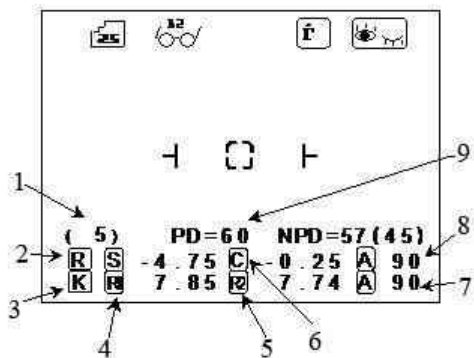 25 12 r
9
1
8
( 5) PD=60 NPD=57(45)
2 R S -4.75 C -0.25 A 90
K R1 7.85 R2 7.74 A 90
3 4 5 6 7